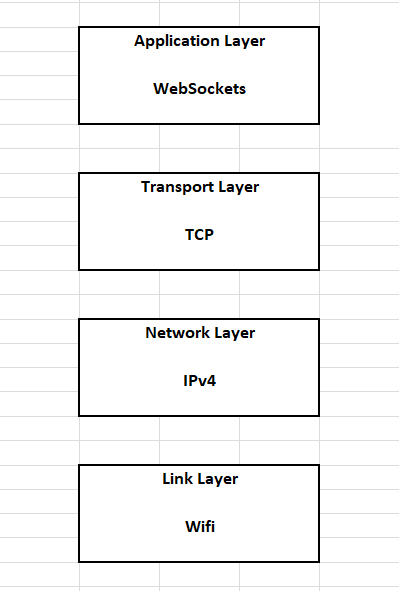 Application Layer
WebSockets
Transport Layer
TCP
Network Layer
IPv4
Link Layer
Wifi